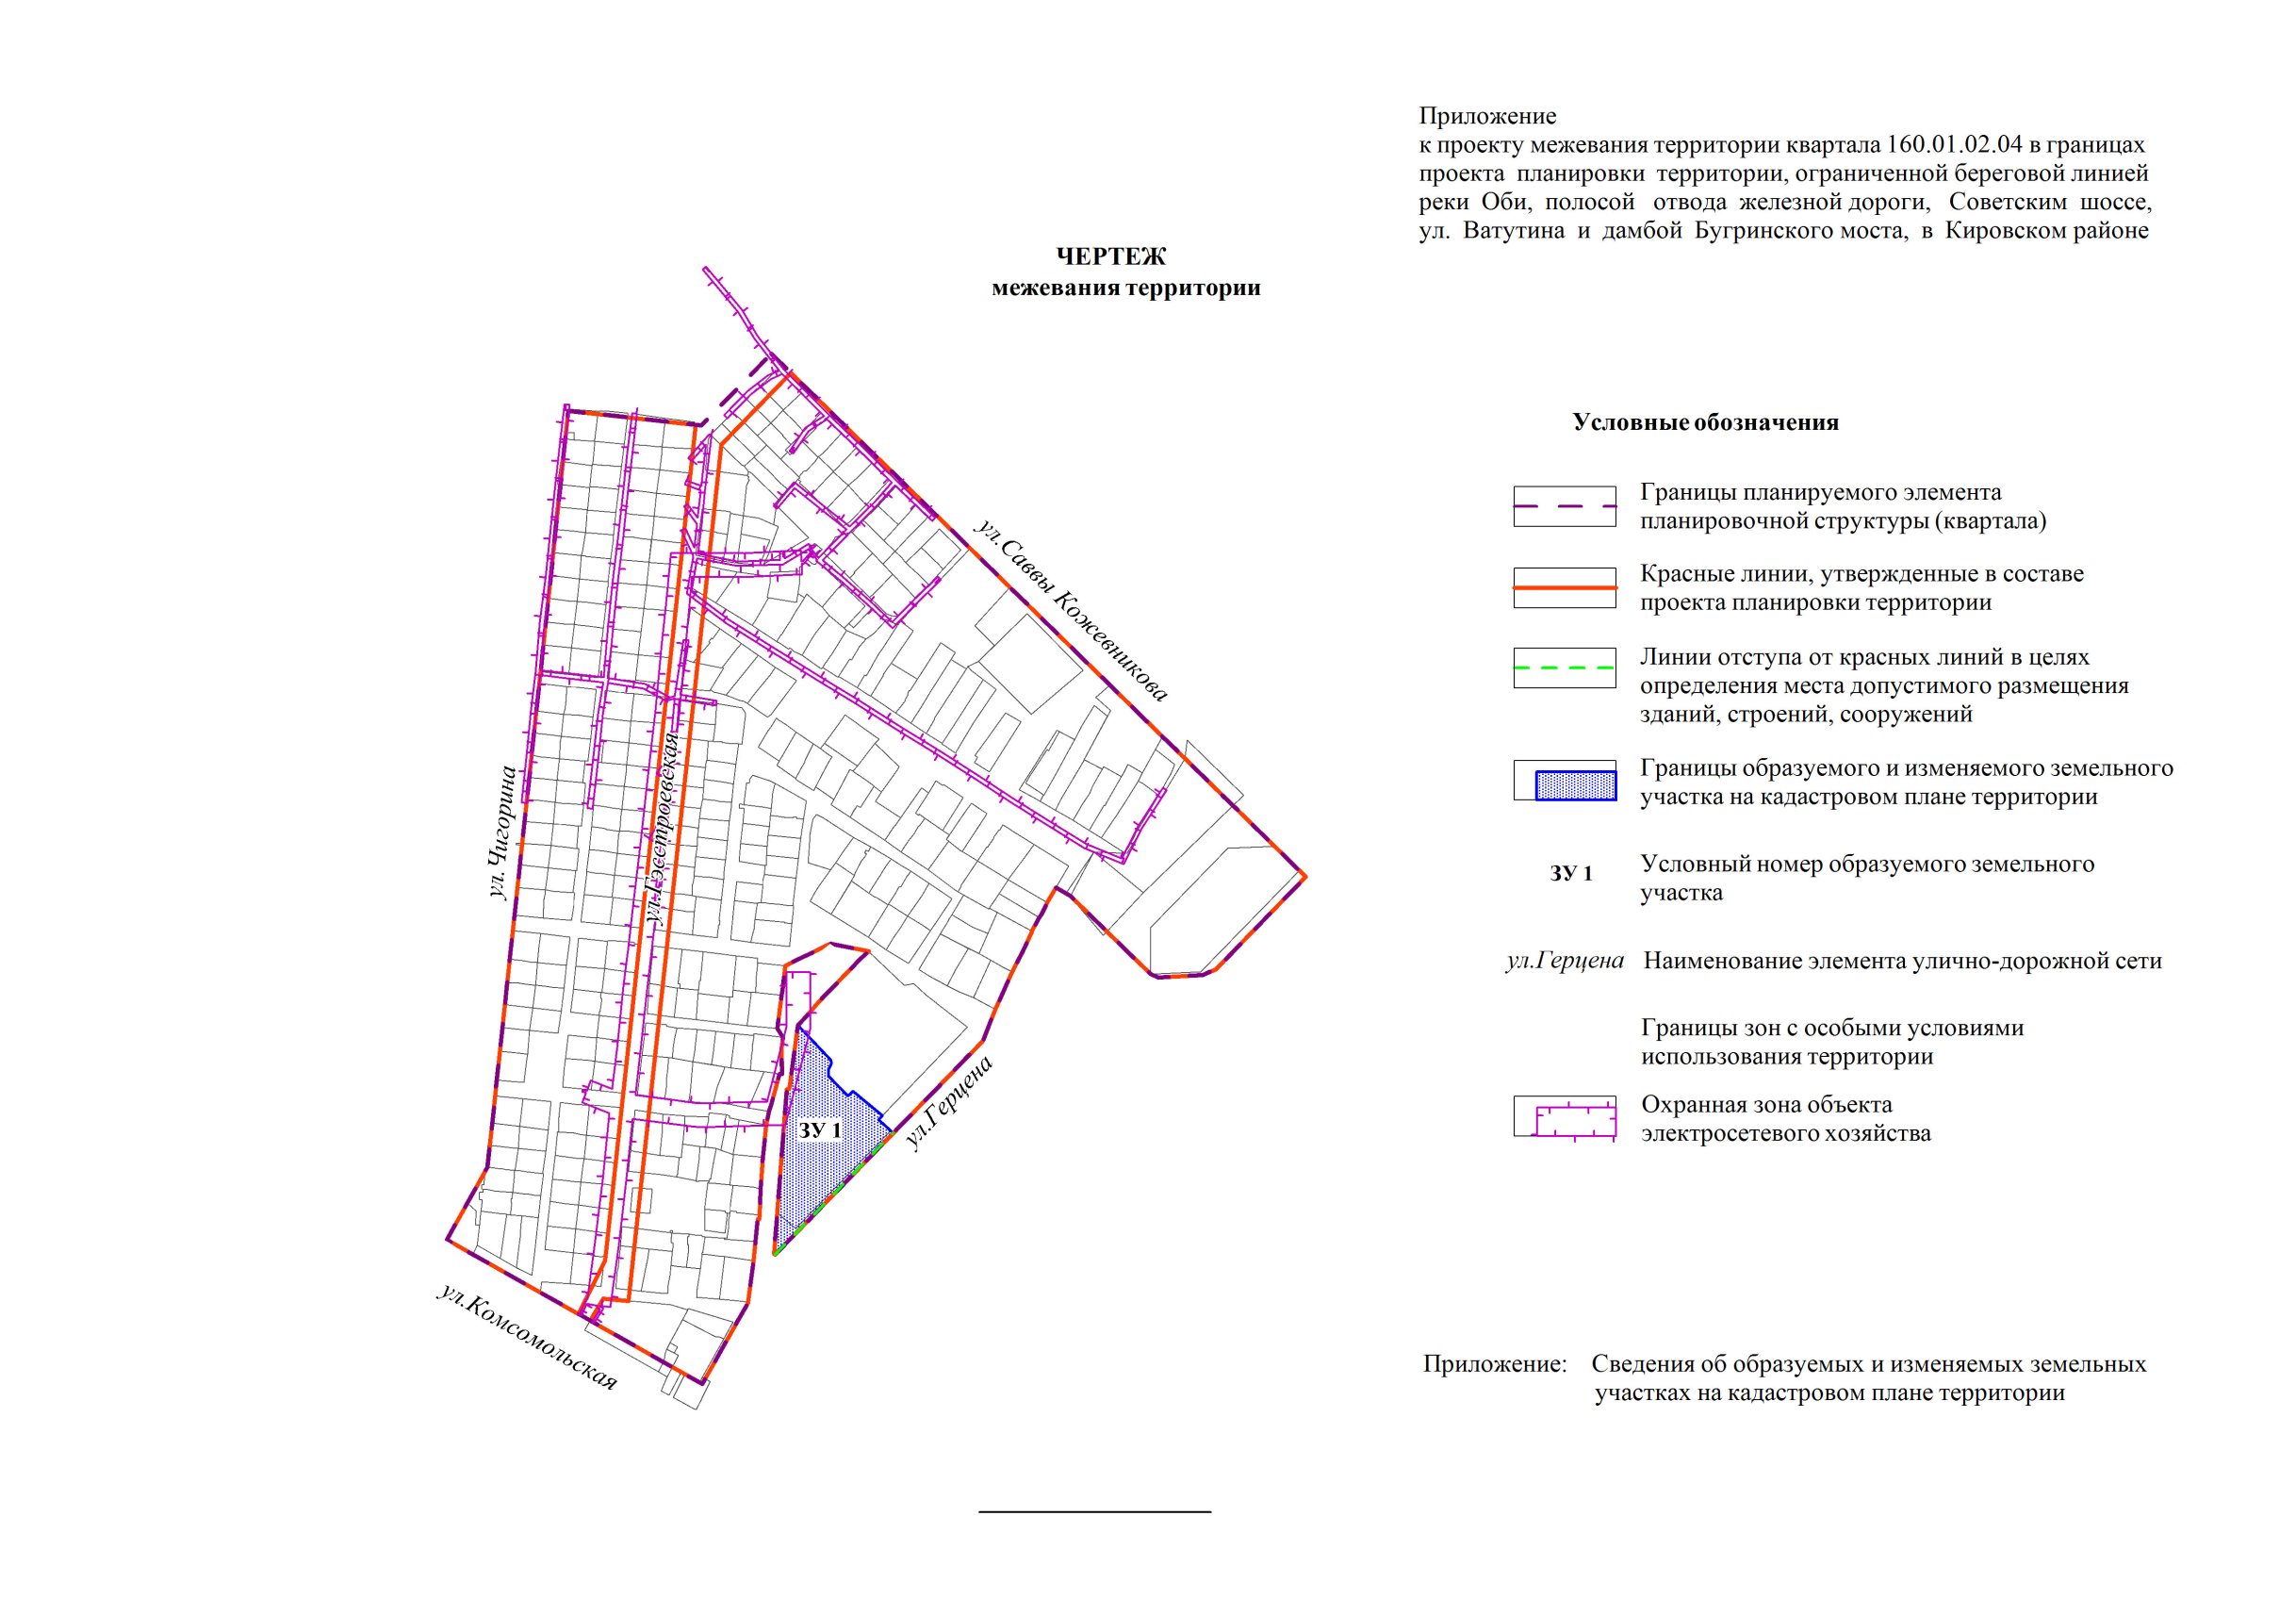 Приложение
к проекту межевания территории квартала 160.01.02.04 в границах
проекта планировки территории, ограниченной береговой линией
реки Оби, полосой отвода железной дороги, Советским шоссе,
ул. Ватутина и дамбой Бугринского моста, в Кировском районе
ЧЕРТЕЖ
межевания территории
Условные обозначения
Границы планируемого элемента
планировочной структуры (квартала)
Красные линии, утвержденные в составе
проекта планировки территории
Линии отступа от красных линий в целях
определения места допустимого размещения
зданий, строений, сооружений
Границы образуемого и изменяемого земельного
участка на кадастровом плане территории
ЗУ 1
Условный номер образуемого земельного
участка
ул.Герцена
Наименование элемента улично-дорожной сети
Границы зон с особыми условиями
использования территории
Охранная зона объекта
электросетевого хозяйства
ул.Саввы Кожевникова
ул.Чигорина
ул.Гэсстроевская
ЗУ 1
ул.Герцена
ул.Комсомольская
Приложение: Сведения об образуемых и изменяемых земельных
участках на кадастровом плане территории